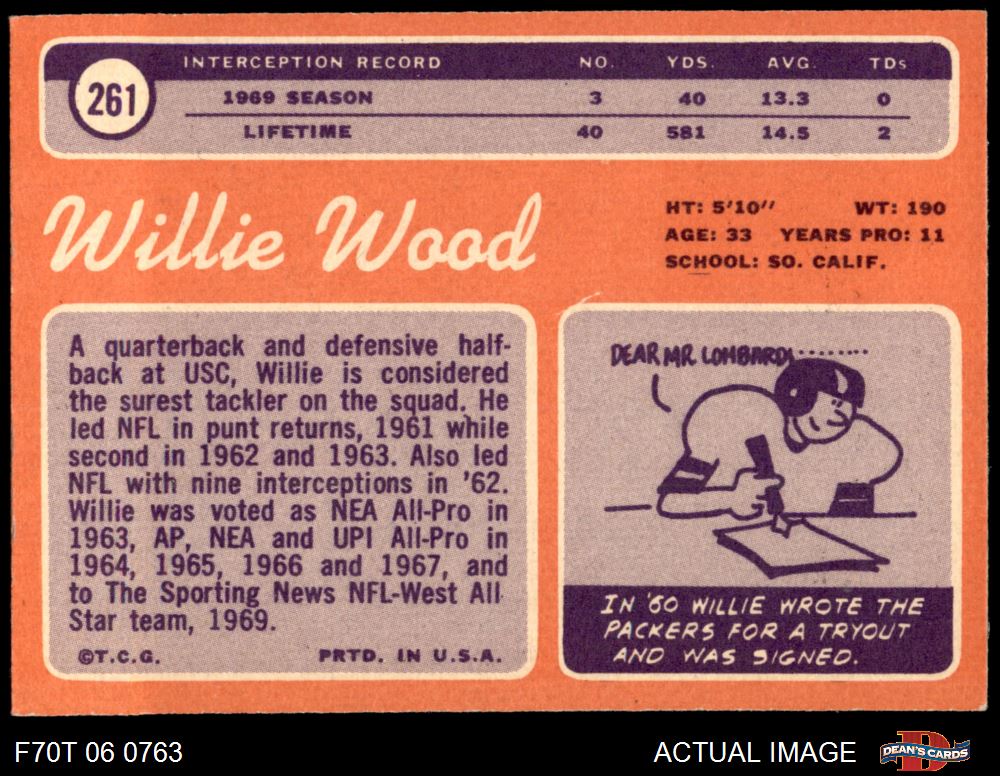 INTERCEPTION RECORD NO. YDS. AVG. TDs
261
1969 SEASON 3 40 13.3 0
LIFETIME 40 581 14.5 2
Willie Wood
HT: 5'10" WT: 190
AGE: 33 YEARS PRO: 11
SCHOOL: SO. CALIF.
A quarterback and defensive half-
back at USC, Willie is considered
the surest tackler on the squad. He
led NFL in punt returns, 1961 while
second in 1962 and 1963. Also led
NFL with nine interceptions in '62.
Willie was voted as NEA All-Pro in
1963, AP, NEA and UPI All-Pro in
1964, 1965, 1966 and 1967, and
to The Sporting News NFL-West All
Star team, 1969.
©T.C.G. PRTD. IN U.S.A.
DEAR MR. LOMBARDI........
IN '60 WILLIE WROTE THE
PACKERS FOR A TRYOUT
AND WAS SIGNED.
F70T 06 0763
ACTUAL IMAGE
DEAN'S CARDS